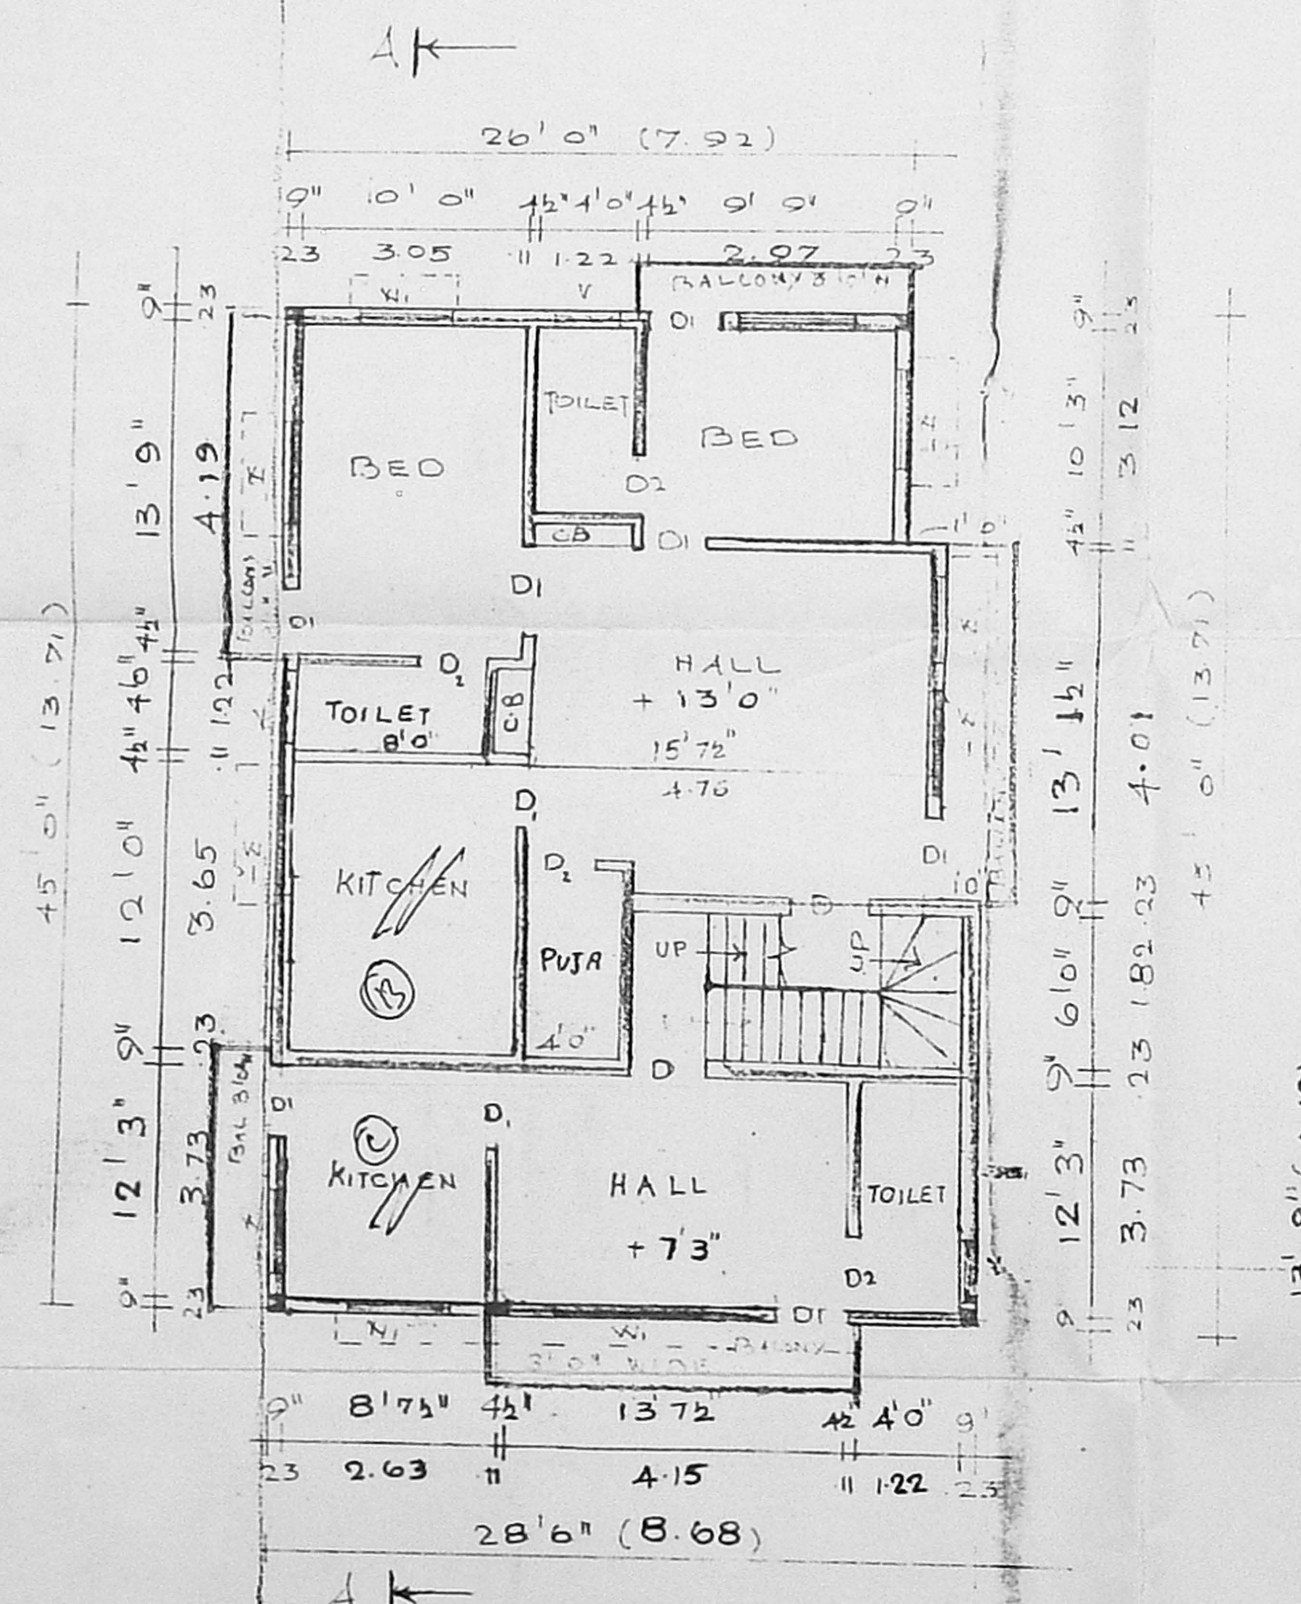 A
26' 0" (7.92)
9" 10' 0" 4½" 4'0" 4½" 9' 9" 9"
23 3.05 11 1.22 2.97 23
W1 V D1
TOILET
BED
BED
D2
CB D1
D1
D1
D2
HALL
+ 13'0"
15'7½"
4.76
TOILET
8'0"
CB
D1
D2
D1
KITCHEN
B
PUJA
4'0"
UP
UP
D
D1
D1
C
KITCHEN
HALL
+ 7'3"
TOILET
D2
D1
W1
BALCONY
3'0" WIDE
9" 8'7½" 4½" 13'7½ 4½" 4'0" 9"
23 2.63 11 4.15 11 1.22 23
28'6" (8.68)
A
45'0" (13.71)
9" 13' 9" 4½" 4'0" 4½" 12'0" 9" 12' 3" 9"
23 4.19 1.22 11 3.65 23 3.73 23
9" 10'3" 4½" 13' 1½" 9" 6'0" 9" 12' 3" 9
23 3.12 11 4.01 23 1.82 23 3.73 23
45'0" (13.71)